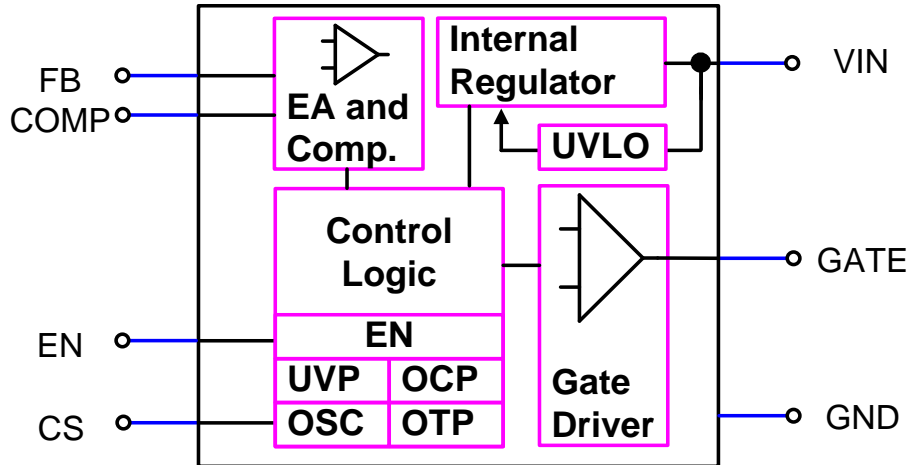 FB
COMP
EN
CS
EA and
Comp.
Internal
Regulator
UVLO
Control
Logic
EN
UVP
OCP
OSC
OTP
Gate
Driver
VIN
GATE
GND